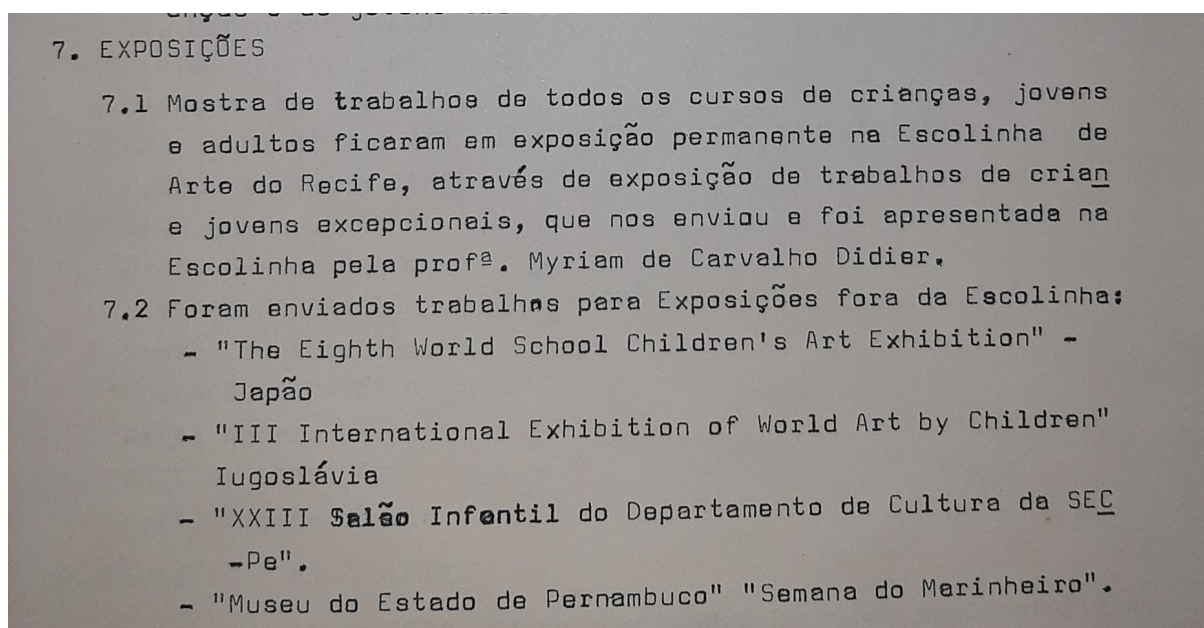 7. EXPOSIÇÕES
7.1 Mostra de trabalhos de todos os cursos de crianças, jovens
e adultos ficaram em exposição permanente na Escolinha de
Arte do Recife, através de exposição de trabalhos de crian
e jovens excepcionais, que nos enviou e foi apresentada na
Escolinha pela profª. Myriam de Carvalho Didier.
7.2 Foram enviados trabalhos para Exposições fora da Escolinha:
- "The Eighth World School Children's Art Exhibition" -
Japão
- "III International Exhibition of World Art by Children"
Iugoslávia
- "XXIII Salão Infantil do Departamento de Cultura da SEC
-Pe".
- "Museu do Estado de Pernambuco" "Semana do Marinheiro".